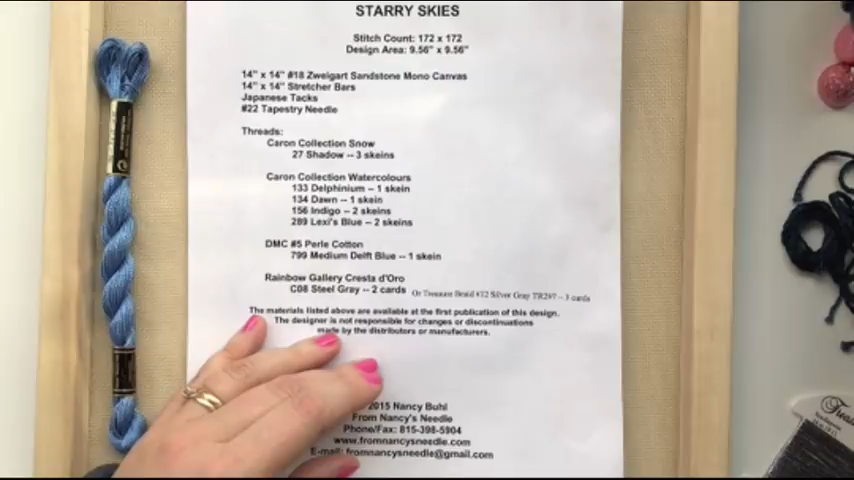 STARRY SKIES
Stitch Count: 172 x 172
Design Area: 9.56" x 9.56"
14" x 14" #18 Zweigart Sandstone Mono Canvas
14" x 14" Stretcher Bars
Japanese Tacks
#22 Tapestry Needle
Threads:
Caron Collection Snow
27 Shadow -- 3 skeins
Caron Collection Watercolours
133 Delphinium -- 1 skein
134 Dawn -- 1 skein
156 Indigo -- 2 skeins
289 Lexi's Blue -- 2 skeins
DMC #5 Perle Cotton
799 Medium Delft Blue -- 1 skein
Rainbow Gallery Cresta d'Oro
C08 Steel Gray -- 2 cards Or Treasure Braid #12 Silver Gray TR297 -- 3 cards
The materials listed above are available at the first publication of this design.
The designer is not responsible for changes or discontinuations
made by the distributors or manufacturers.
2015 Nancy Buhl
From Nancy's Needle
Phone/Fax: 815-398-5904
www.fromnancysneedle.com
E-mail: fromnancysneedle@gmail.com